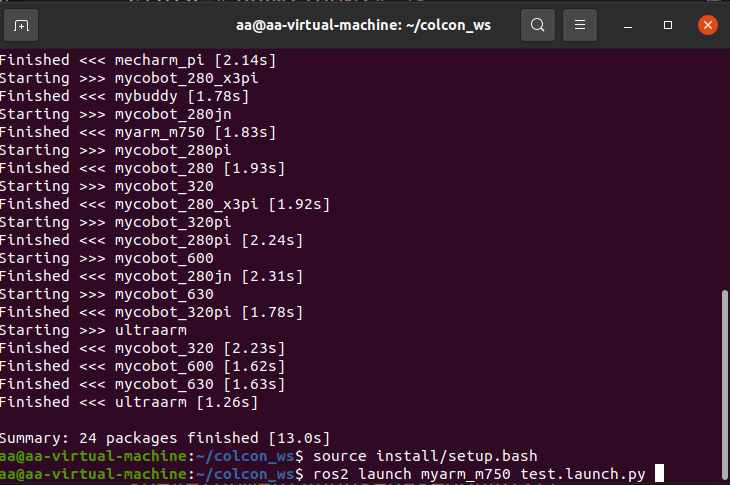 aa@aa-virtual-machine: ~/colcon_ws
Finished <<< mecharm_pi [2.14s]
Starting >>> mycobot_280_x3pi
Finished <<< mybuddy [1.78s]
Starting >>> mycobot_280jn
Finished <<< myarm_m750 [1.83s]
Starting >>> mycobot_280pi
Finished <<< mycobot_280 [1.93s]
Starting >>> mycobot_320
Finished <<< mycobot_280_x3pi [1.92s]
Starting >>> mycobot_320pi
Finished <<< mycobot_280pi [2.24s]
Starting >>> mycobot_600
Finished <<< mycobot_280jn [2.31s]
Starting >>> mycobot_630
Finished <<< mycobot_320pi [1.78s]
Starting >>> ultraarm
Finished <<< mycobot_320 [2.23s]
Finished <<< mycobot_600 [1.62s]
Finished <<< mycobot_630 [1.63s]
Finished <<< ultraarm [1.26s]
Summary: 24 packages finished [13.0s]
aa@aa-virtual-machine:~/colcon_ws$ source install/setup.bash
aa@aa-virtual-machine:~/colcon_ws$ ros2 launch myarm_m750 test.launch.py